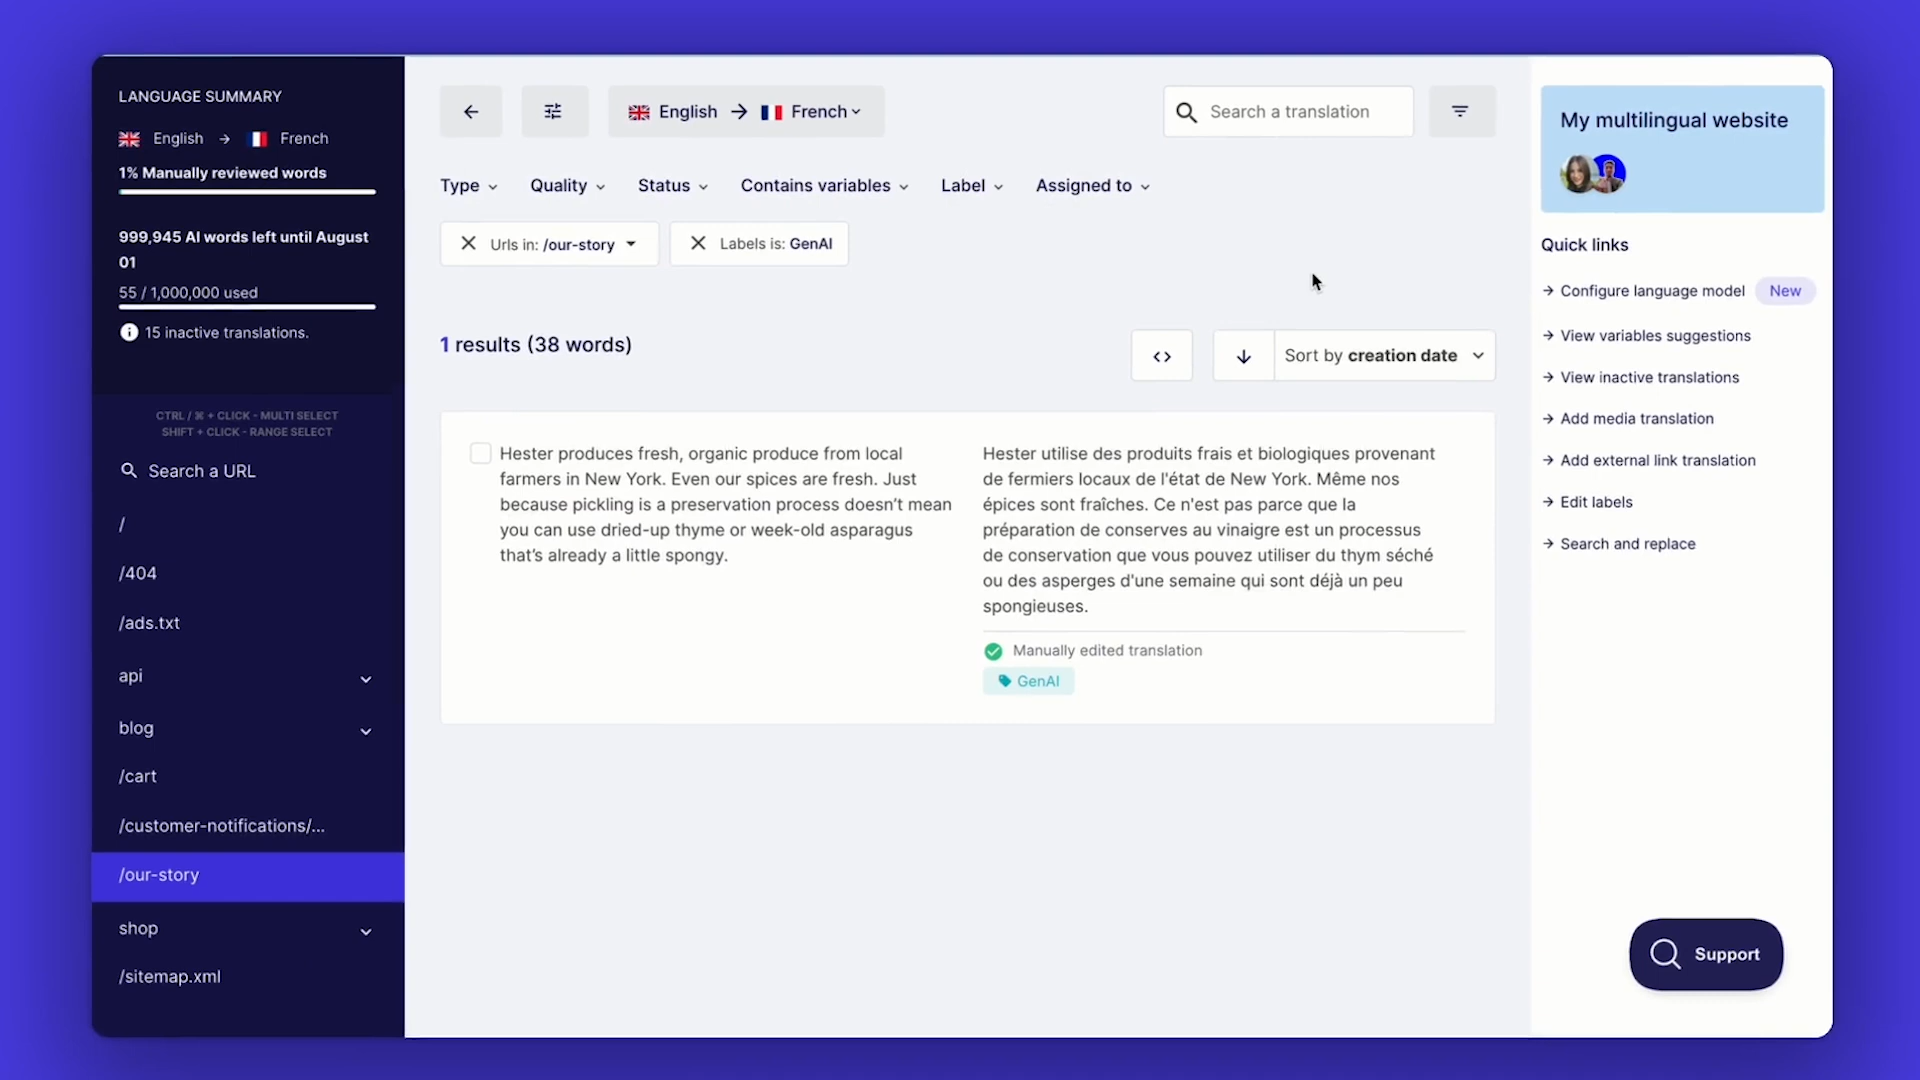 LANGUAGE SUMMARY
English → French
1% Manually reviewed words
999,945 AI words left until August
01
55 / 1,000,000 used
15 inactive translations.
CTRL / ⌘ + CLICK - MULTI SELECT
SHIFT + CLICK - RANGE SELECT
Search a URL
/
/404
/ads.txt
api
blog
/cart
/customer-notifications/...
/our-story
shop
/sitemap.xml
English → French
Search a translation
Type
Quality
Status
Contains variables
Label
Assigned to
Urls in: /our-story
Labels is: GenAI
1 results (38 words)
Sort by creation date
Hester produces fresh, organic produce from local
farmers in New York. Even our spices are fresh. Just
because pickling is a preservation process doesn’t mean
you can use dried-up thyme or week-old asparagus
that’s already a little spongy.
Hester utilise des produits frais et biologiques provenant
de fermiers locaux de l'état de New York. Même nos
épices sont fraîches. Ce n'est pas parce que la
préparation de conserves au vinaigre est un processus
de conservation que vous pouvez utiliser du thym séché
ou des asperges d'une semaine qui sont déjà un peu
spongieuses.
Manually edited translation
GenAI
My multilingual website
Quick links
→ Configure language model New
→ View variables suggestions
→ View inactive translations
→ Add media translation
→ Add external link translation
→ Edit labels
→ Search and replace
Support